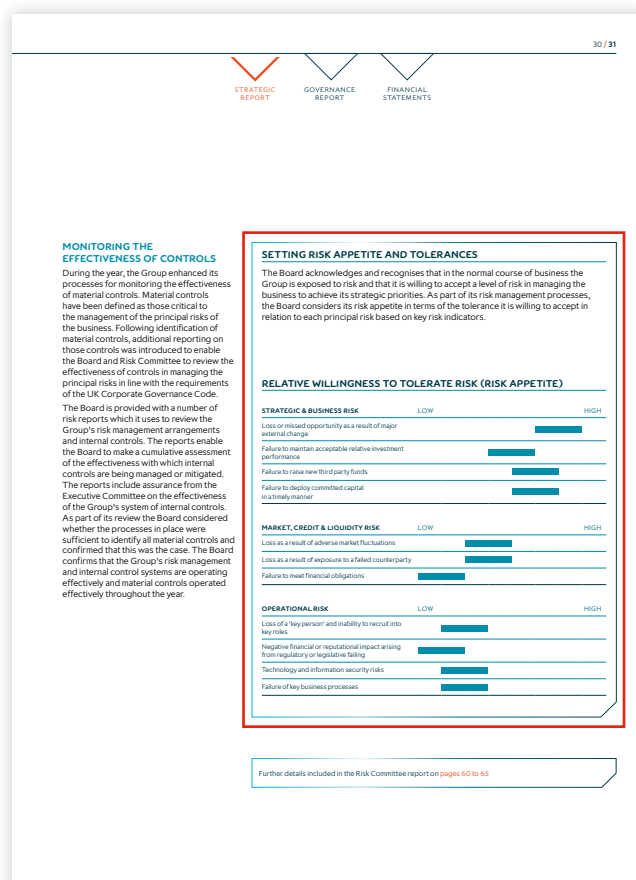 30 / 31
STRATEGIC
REPORT
GOVERNANCE
REPORT
FINANCIAL
STATEMENTS
MONITORING THE
EFFECTIVENESS OF CONTROLS
During the year, the Group enhanced its
processes for monitoring the effectiveness
of material controls. Material controls
have been defined as those critical to
the management of the principal risks of
the business. Following identification of
material controls, additional reporting on
those controls was introduced to enable
the Board and Risk Committee to review the
effectiveness of controls in managing the
principal risks in line with the requirements
of the UK Corporate Governance Code.
The Board is provided with a number of
risk reports which it uses to review the
Group's risk management arrangements
and internal controls. The reports enable
the Board to make a cumulative assessment
of the effectiveness with which internal
controls are being managed or mitigated.
The reports include assurance from the
Executive Committee on the effectiveness
of the Group's system of internal controls.
As part of its review the Board considered
whether the processes in place were
sufficient to identify all material controls and
confirmed that this was the case. The Board
confirms that the Group's risk management
and internal control systems are operating
effectively and material controls operated
effectively throughout the year.
SETTING RISK APPETITE AND TOLERANCES
The Board acknowledges and recognises that in the normal course of business the
Group is exposed to risk and that it is willing to accept a level of risk in managing the
business to achieve its strategic priorities. As part of its risk management processes,
the Board considers its risk appetite in terms of the tolerance it is willing to accept in
relation to each principal risk based on key risk indicators.
RELATIVE WILLINGNESS TO TOLERATE RISK (RISK APPETITE)
STRATEGIC & BUSINESS RISK LOW HIGH
Loss or missed opportunity as a result of major
external change
Failure to maintain acceptable relative investment
performance
Failure to raise new third party funds
Failure to deploy committed capital
in a timely manner
MARKET, CREDIT & LIQUIDITY RISK LOW HIGH
Loss as a result of adverse market fluctuations
Loss as a result of exposure to a failed counterparty
Failure to meet financial obligations
OPERATIONAL RISK LOW HIGH
Loss of a 'key person' and inability to recruit into
key roles
Negative financial or reputational impact arising
from regulatory or legislative failing
Technology and information security risks
Failure of key business processes
Further details included in the Risk Committee report on pages 60 to 65